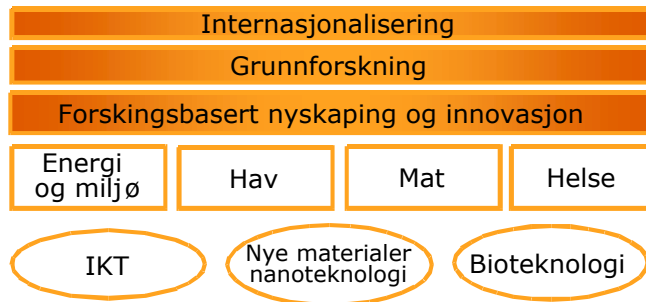 Internasjonalisering
Grunnforskning
Forskingsbasert nyskaping og innovasjon
Energi
og miljø
Hav
Mat
Helse
IKT
Nye materialer
nanoteknologi
Bioteknologi